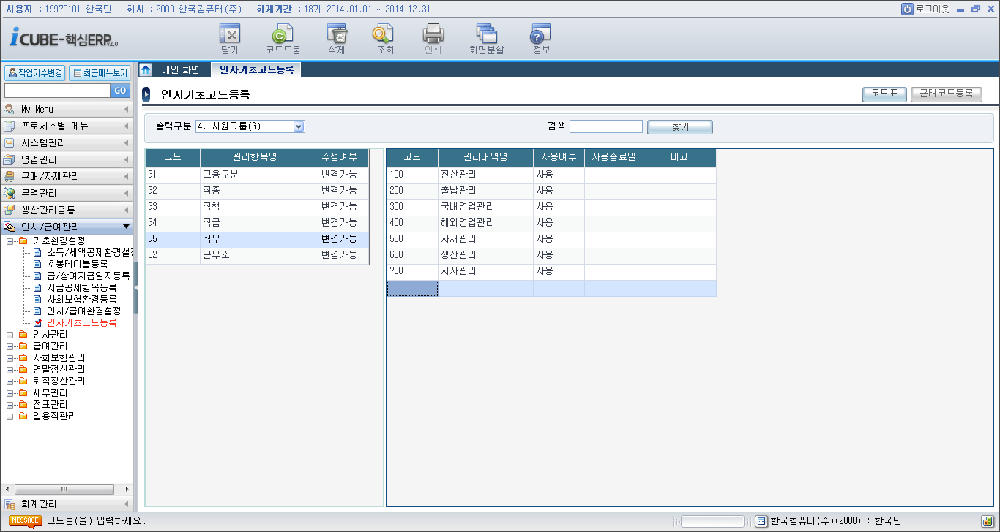 사용자 : 19970101 한국민 회사 : 2000 한국컴퓨터(주) 회계기간 : 18기 2014.01.01 ~ 2014.12.31 로그아웃
iCUBE-핵심ERP v2.0
닫기 코드도움 삭제 조회 인쇄 화면분할 정보
작업기수변경 최근메뉴보기
메인 화면 인사기초코드등록
GO
인사기초코드등록 코드표 근태코드등록
출력구분 4. 사원그룹(G) 검색 찾기
My Menu
프로세스별 메뉴
시스템관리
영업관리
구매/자재관리
무역관리
생산관리공통
인사/급여관리
기초환경설정
소득/세액공제환경설정
호봉테이블등록
급/상여지급일자등록
지급공제항목등록
사회보험환경등록
인사/급여환경설정
인사기초코드등록
인사관리
급여관리
사회보험관리
연말정산관리
퇴직정산관리
세무관리
전표관리
일용직관리
회계관리
코드 관리항목명 수정여부
G1 고용구분 변경가능
G2 직종 변경가능
G3 직책 변경가능
G4 직급 변경가능
G5 직무 변경가능
O2 근무조 변경가능
코드 관리내역명 사용여부 사용종료일 비고
100 전산관리 사용
200 출납관리 사용
300 국내영업관리 사용
400 해외영업관리 사용
500 자재관리 사용
600 생산관리 사용
700 지사관리 사용
MESSAGE 코드를(을) 입력하세요. 한국컴퓨터(주)(2000) : 한국민